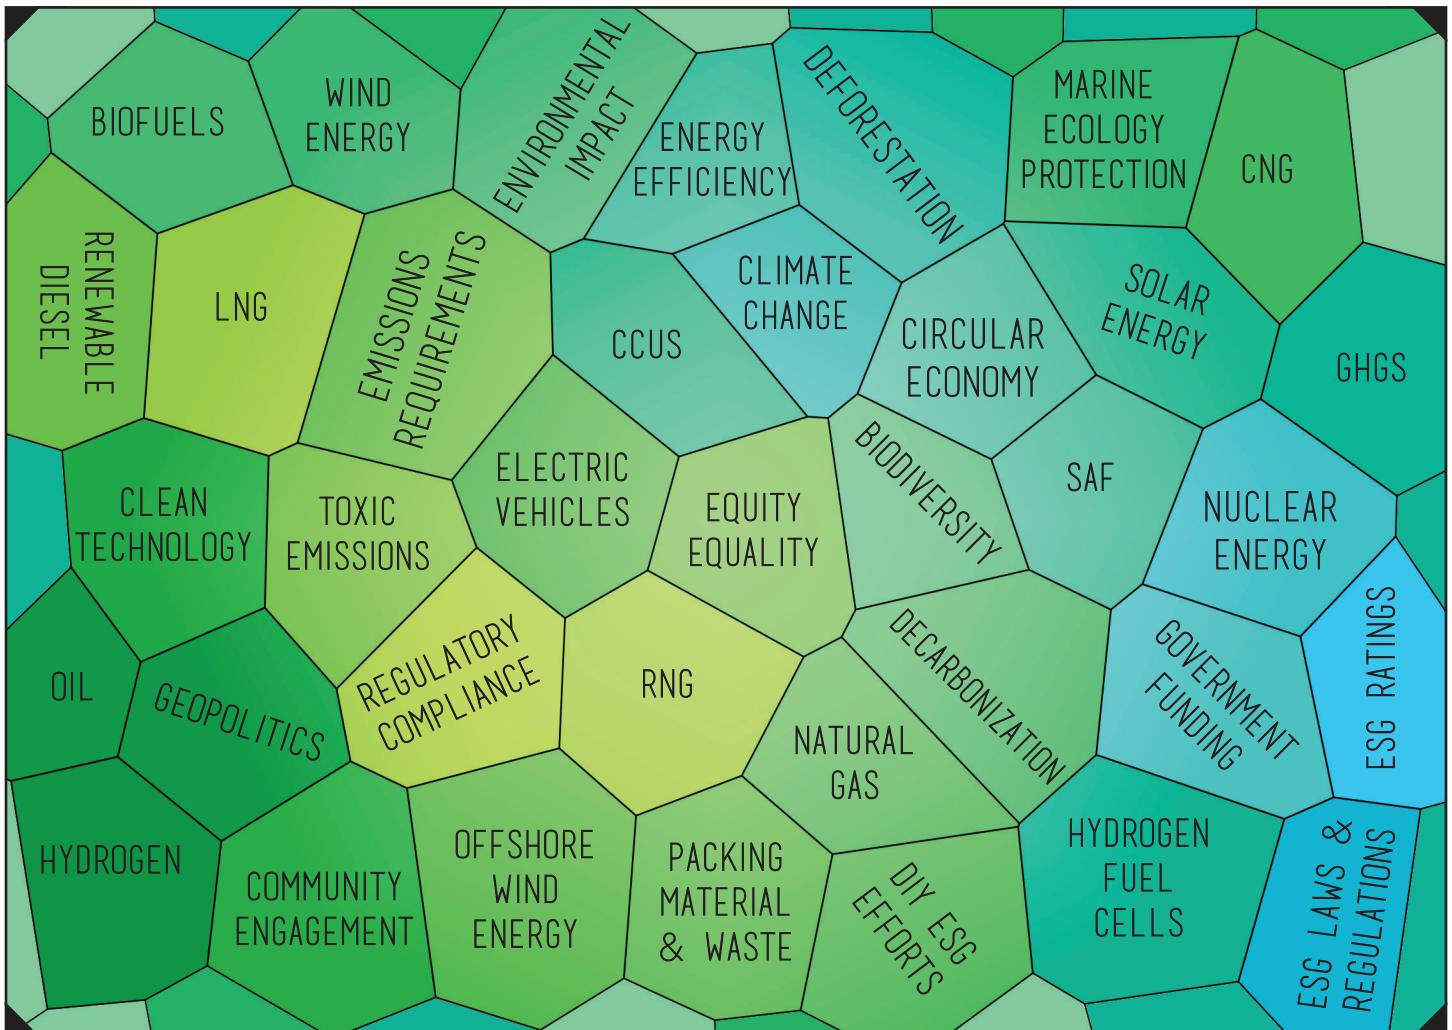 BIOFUELS
WIND
ENERGY
ENVIRONMENTAL
IMPACT
ENERGY
EFFICIENCY
DEFORESTATION
MARINE
ECOLOGY
PROTECTION
CNG
RENEWABLE
DIESEL
LNG
EMISSIONS
REQUIREMENTS
CCUS
CLIMATE
CHANGE
CIRCULAR
ECONOMY
SOLAR
ENERGY
GHGS
CLEAN
TECHNOLOGY
TOXIC
EMISSIONS
ELECTRIC
VEHICLES
EQUITY
EQUALITY
BIODIVERSITY
SAF
NUCLEAR
ENERGY
OIL
GEOPOLITICS
REGULATORY
COMPLIANCE
RNG
NATURAL
GAS
DECARBONIZATION
GOVERNMENT
FUNDING
ESG RATINGS
HYDROGEN
COMMUNITY
ENGAGEMENT
OFFSHORE
WIND
ENERGY
PACKING
MATERIAL
& WASTE
DIY ESG
EFFORTS
HYDROGEN
FUEL
CELLS
ESG LAWS &
REGULATIONS